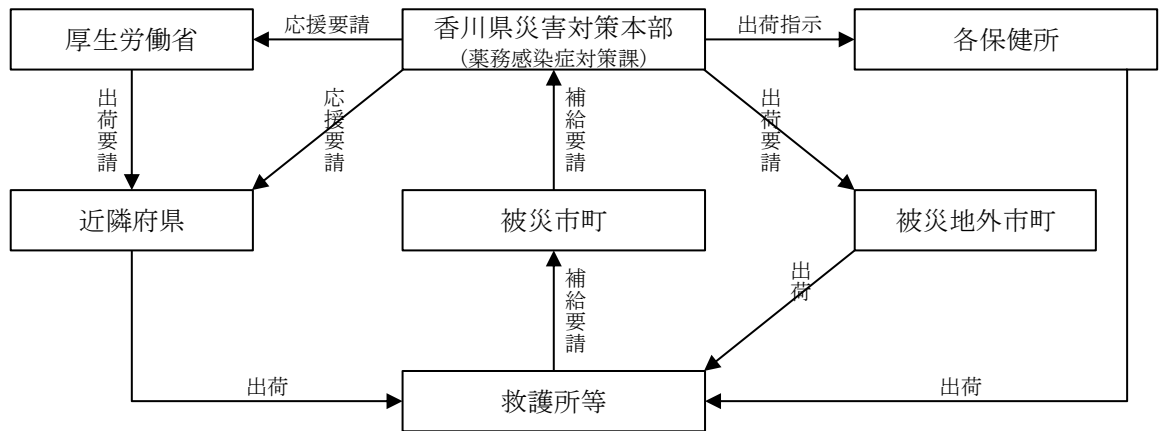 厚生労働省
応援要請
香川県災害対策本部
(薬務感染症対策課)
出荷指示
各保健所
出荷要請
応援要請
補給要請
出荷要請
近隣府県
被災市町
被災地外市町
補給要請
出荷
出荷
救護所等
出荷